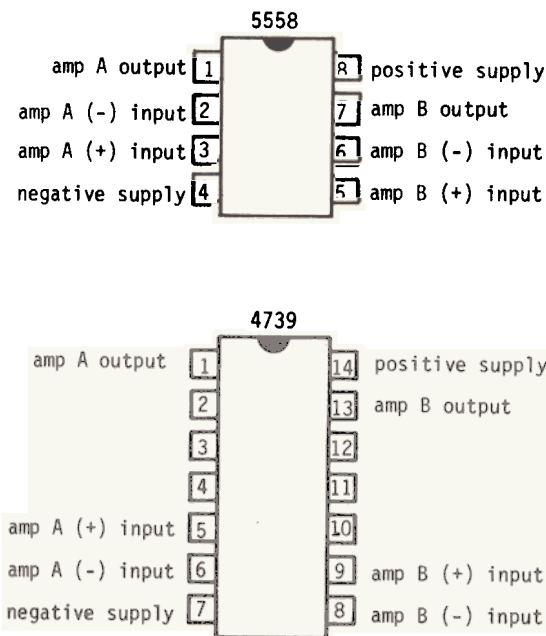 5558
amp A output 1
8 positive supply
amp A (-) input 2
7 amp B output
amp A (+) input 3
6 amp B (-) input
negative supply 4
5 amp B (+) input
4739
amp A output 1
14 positive supply
2
13 amp B output
3
12
4
11
amp A (+) input 5
10
amp A (-) input 6
9 amp B (+) input
negative supply 7
8 amp B (-) input